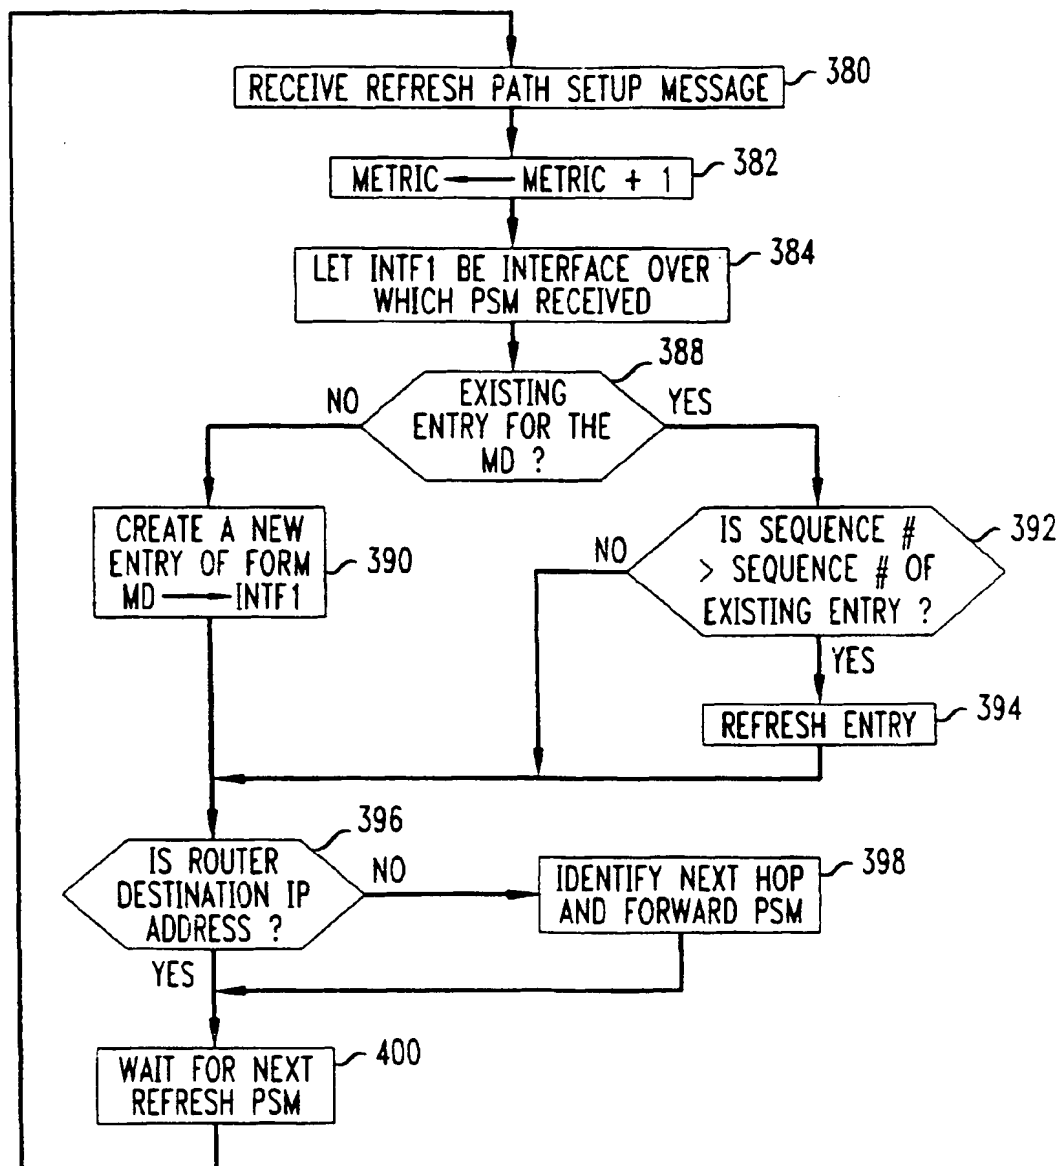 RECEIVE REFRESH PATH SETUP MESSAGE
380
METRIC ← METRIC + 1
382
LET INTF1 BE INTERFACE OVER
WHICH PSM RECEIVED
384
388
EXISTING
ENTRY FOR THE
MD ?
NO
YES
CREATE A NEW
ENTRY OF FORM
MD → INTF1
390
IS SEQUENCE #
> SEQUENCE # OF
EXISTING ENTRY ?
392
NO
YES
REFRESH ENTRY
394
396
IS ROUTER
DESTINATION IP
ADDRESS ?
NO
YES
IDENTIFY NEXT HOP
AND FORWARD PSM
398
WAIT FOR NEXT
REFRESH PSM
400